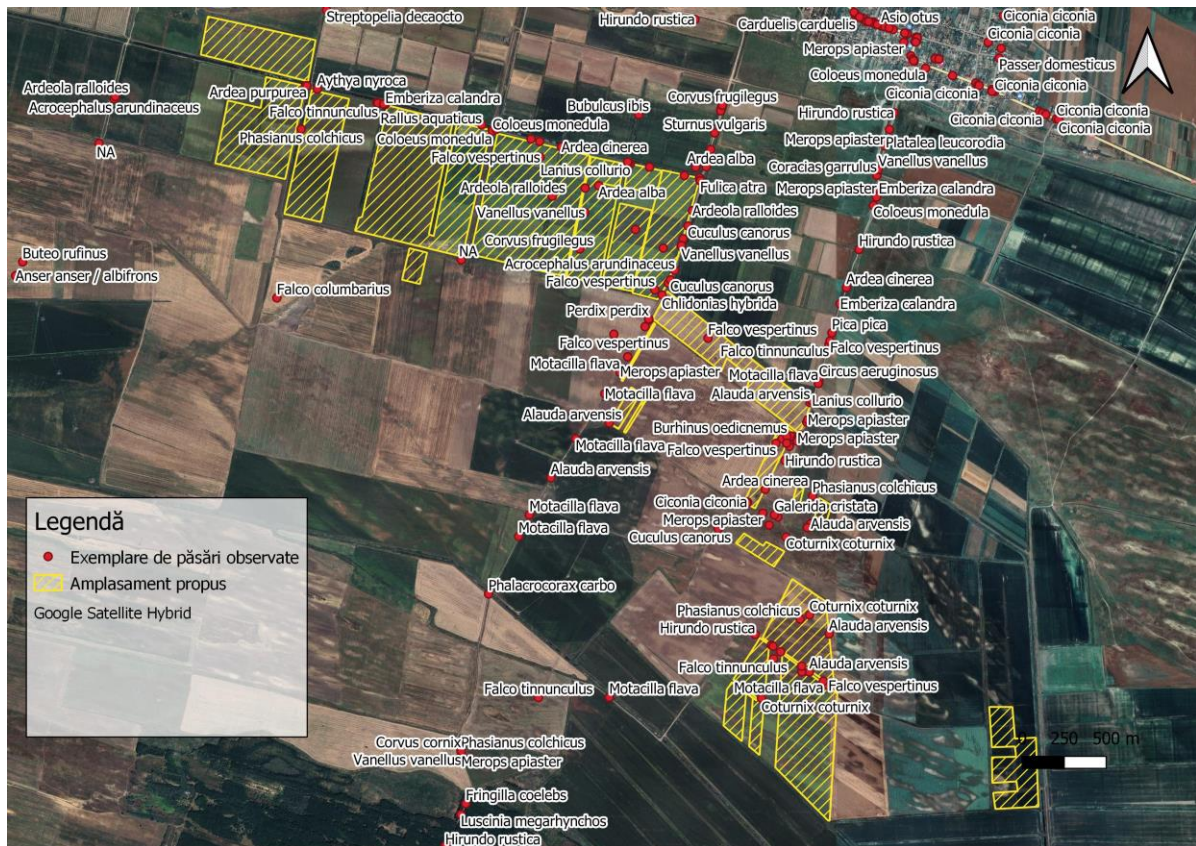 Streptopelia decaocto
Hirundo rustica
Carduelis carduelis
Asio otus
Ciconia ciconia
Ciconia ciconia
Merops apiaster
Passer domesticus
Coloeus monedula
Ciconia ciconia
Ciconia ciconia
Ciconia ciconia
Ciconia ciconia
Ardeola ralloides
Acrocephalus arundinaceus
NA
Ardea purpurea
Aythya nyroca
Falco tinnunculus
Emberiza calandra
Phasianus colchicus
Rallus aquaticus
Coloeus monedula
Coloeus monedula
Bubulcus ibis
Corvus frugilegus
Sturnus vulgaris
Hirundo rustica
Merops apiaster
Platalea leucorodia
Falco vespertinus
Ardea cinerea
Lanius collurio
Ardea alba
Coracias garrulus
Vanellus vanellus
Ardeola ralloides
Ardea alba
Fulica atra
Merops apiaster
Emberiza calandra
Vanellus vanellus
Ardeola ralloides
Coloeus monedula
Cuculus canorus
Corvus frugilegus
NA
Vanellus vanellus
Hirundo rustica
Acrocephalus arundinaceus
Buteo rufinus
Anser anser / albifrons
Falco columbarius
Falco vespertinus
Cuculus canorus
Ardea cinerea
Chlidonias hybrida
Emberiza calandra
Perdix perdix
Falco vespertinus
Pica pica
Falco vespertinus
Falco tinnunculus
Falco vespertinus
Motacilla flava
Merops apiaster
Motacilla flava
Circus aeruginosus
Motacilla flava
Alauda arvensis
Lanius collurio
Alauda arvensis
Burhinus oedicnemus
Merops apiaster
Motacilla flava
Falco vespertinus
Merops apiaster
Hirundo rustica
Alauda arvensis
Ardea cinerea
Phasianus colchicus
Motacilla flava
Ciconia ciconia
Galerida cristata
Motacilla flava
Merops apiaster
Alauda arvensis
Cuculus canorus
Coturnix coturnix
Phalacrocorax carbo
Phasianus colchicus
Coturnix coturnix
Hirundo rustica
Alauda arvensis
Falco tinnunculus
Alauda arvensis
Falco tinnunculus
Motacilla flava
Motacilla flava
Falco vespertinus
Coturnix coturnix
Corvus cornix
Phasianus colchicus
Vanellus vanellus
Merops apiaster
Fringilla coelebs
Luscinia megarhynchos
Hirundo rustica
Legendă
Exemplare de păsări observate
Amplasament propus
Google Satellite Hybrid
0 250 500 m